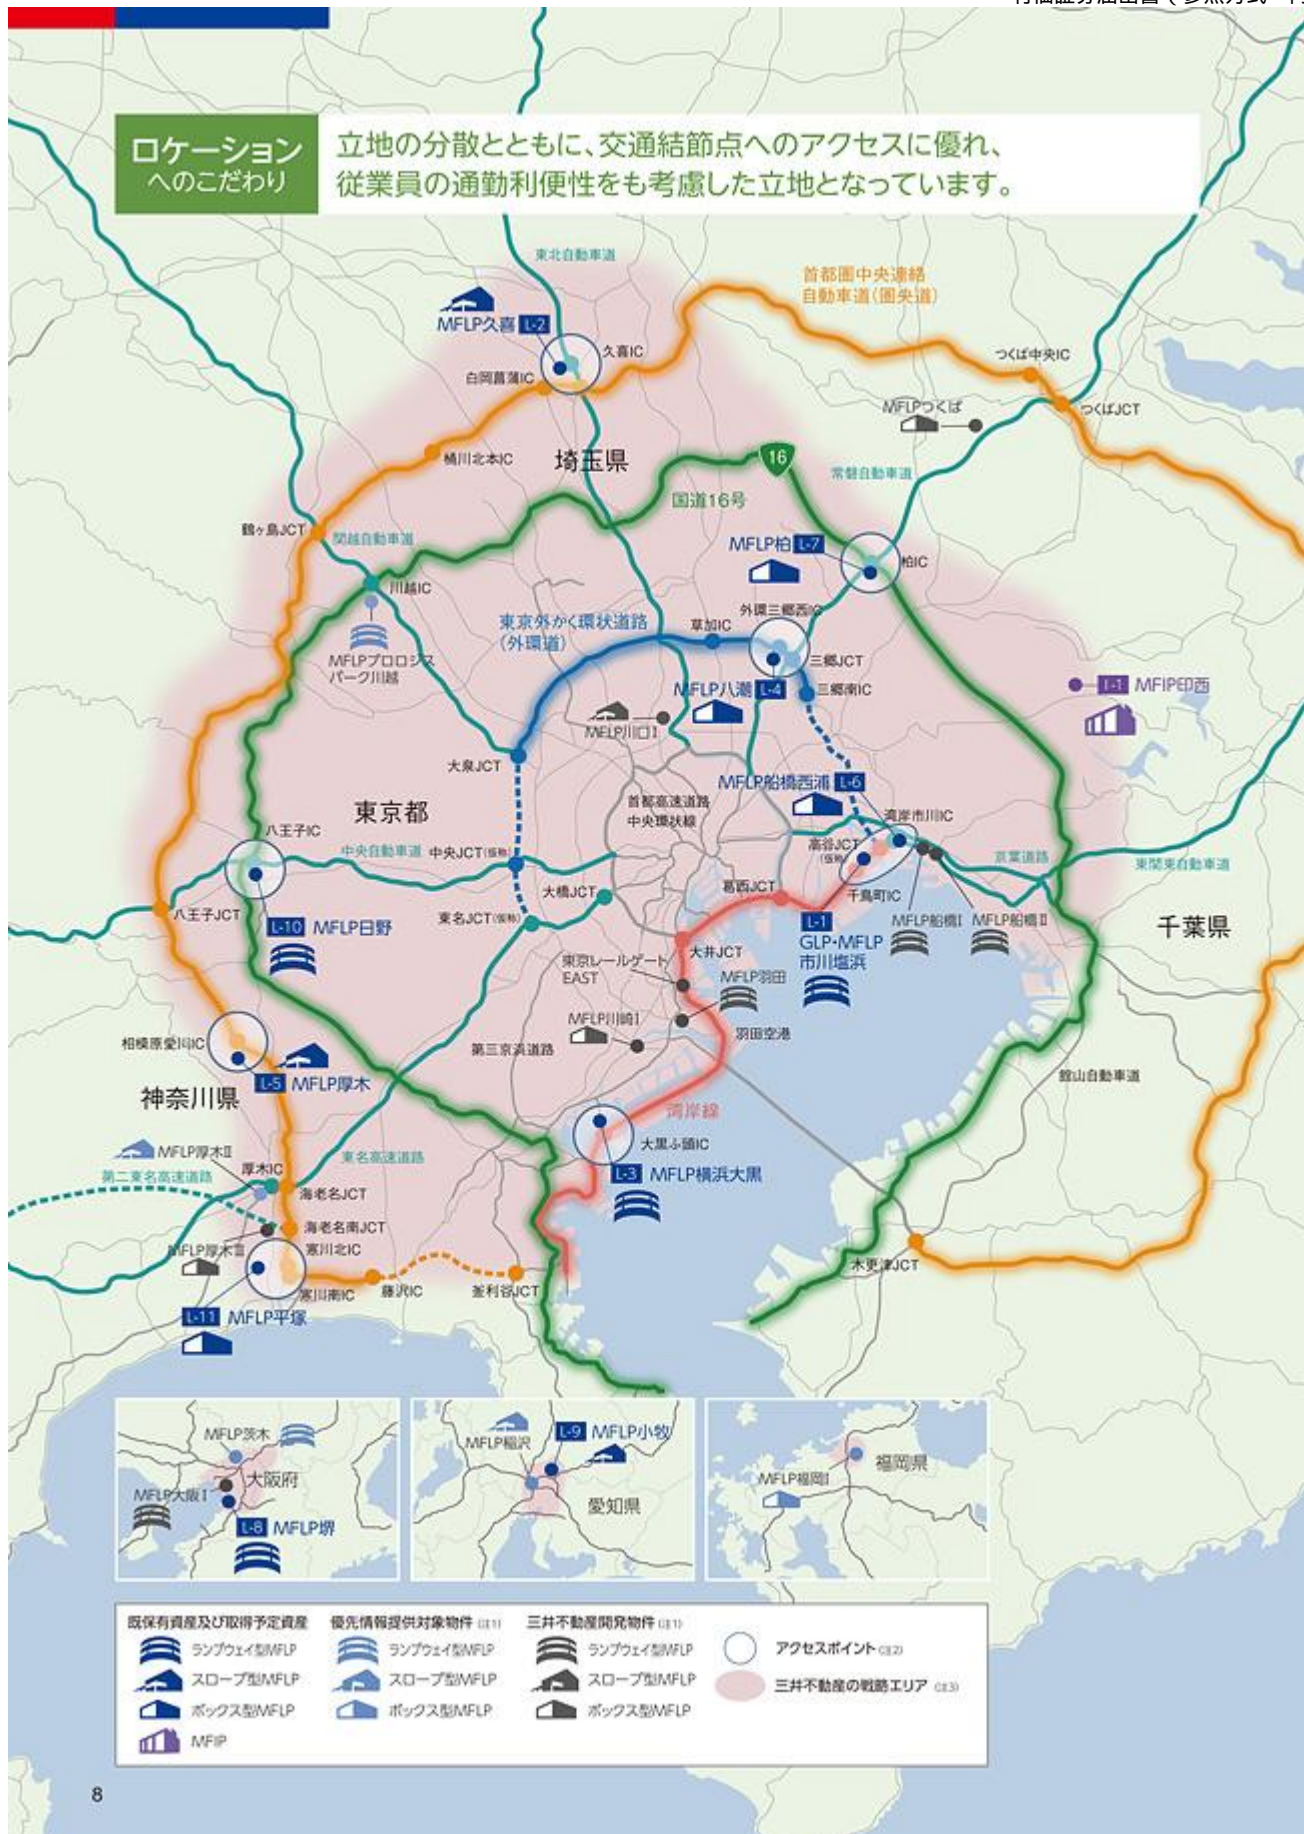 ロケーション
へのこだわり
立地の分散とともに、交通結節点へのアクセスに優れ、
従業員の通勤利便性をも考慮した立地となっています。
東北自動車道
首都圏中央連絡
自動車道(圏央道)
MFLP久喜 L-2
久喜IC
白岡菖蒲IC
つくば中央IC
つくばJCT
MFLPつくば
桶川北本IC
埼玉県
16
国道16号
常磐自動車道
鶴ヶ島JCT
関越自動車道
MFLP柏 L-7
柏IC
川越IC
外環三郷西IC
東京外かく環状道路
(外環道)
草加IC
三郷JCT
MFLPプロロジス
パーク川越
MFLP八潮 L-4
三郷南IC
L-1 MFIP印西
MFLP川口Ⅰ
大泉JCT
MFLP船橋西浦 L-6
首都高速道路
中央環状線
東京都
湾岸市川IC
八王子IC
中央自動車道
中央JCT(仮称)
高谷JCT
(仮称)
京葉道路
東関東自動車道
大橋JCT
葛西JCT
千鳥町IC
八王子JCT
東名JCT(仮称)
L-10 MFLP日野
L-1
GLP・MFLP
市川塩浜
MFLP船橋Ⅰ
MFLP船橋Ⅱ
千葉県
大井JCT
東京レールゲート
EAST
MFLP羽田
MFLP川崎Ⅰ
羽田空港
相模原愛川IC
第三京浜道路
L-5 MFLP厚木
神奈川県
館山自動車道
湾岸線
大黒ふ頭IC
MFLP厚木Ⅱ
東名高速道路
L-3 MFLP横浜大黒
厚木IC
第二東名高速道路
海老名JCT
海老名南JCT
MFLP厚木Ⅲ
寒川北IC
木更津JCT
寒川南IC
藤沢IC
釜利谷JCT
L-11 MFLP平塚
MFLP茨木
大阪府
MFLP大阪Ⅰ
L-8 MFLP堺
MFLP稲沢
L-9 MFLP小牧
愛知県
福岡県
MFLP福岡Ⅰ
既保有資産及び取得予定資産
ランプウェイ型MFLP
スロープ型MFLP
ボックス型MFLP
MFIP
優先情報提供対象物件(注1)
ランプウェイ型MFLP
スロープ型MFLP
ボックス型MFLP
三井不動産開発物件(注1)
ランプウェイ型MFLP
スロープ型MFLP
ボックス型MFLP
アクセスポイント(注2)
三井不動産の戦略エリア(注3)
8